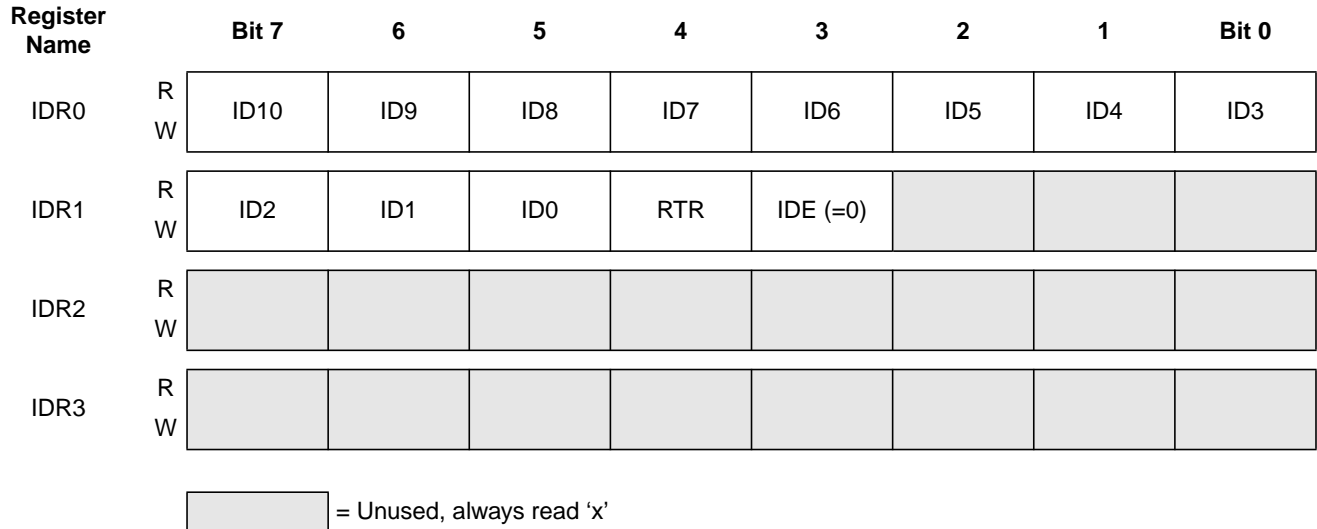 Register Name Bit 7 6 5 4 3 2 1 Bit 0
IDR0 R W ID10 ID9 ID8 ID7 ID6 ID5 ID4 ID3
IDR1 R W ID2 ID1 ID0 RTR IDE (=0)
IDR2 R W
IDR3 R W
= Unused, always read ‘x’